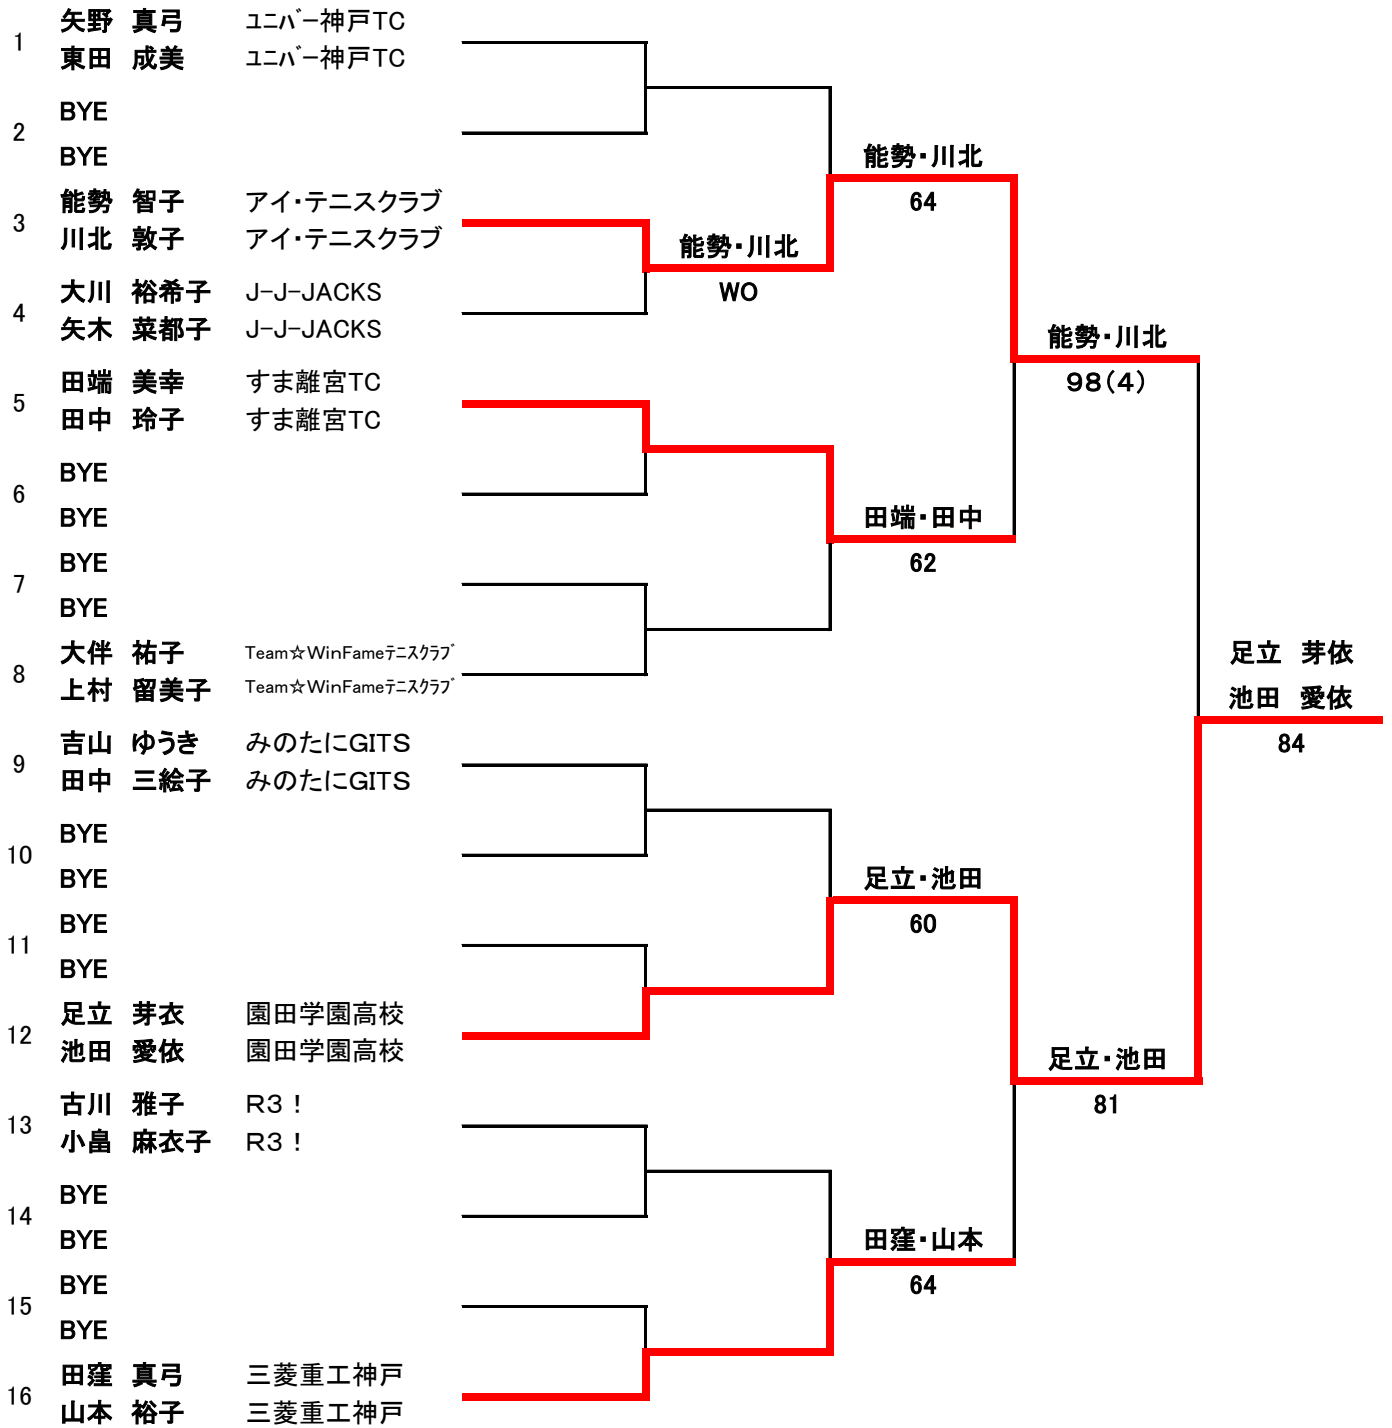 1 矢野 真弓 ﾕﾆﾊﾞｰ神戸TC
東田 成美 ﾕﾆﾊﾞｰ神戸TC
2 BYE
BYE
能勢・川北
64
3 能勢 智子 アイ・テニスクラブ
川北 敦子 アイ・テニスクラブ
能勢・川北
WO
4 大川 裕希子 J-J-JACKS
矢木 菜都子 J-J-JACKS
能勢・川北
98(4)
5 田端 美幸 すま離宮TC
田中 玲子 すま離宮TC
6 BYE
BYE
田端・田中
62
7 BYE
BYE
8 大伴 祐子 Team☆WinFameﾃﾆｽｸﾗﾌﾞ
上村 留美子 Team☆WinFameﾃﾆｽｸﾗﾌﾞ
足立 芽依
池田 愛依
84
9 吉山 ゆうき みのたにGITS
田中 三絵子 みのたにGITS
10 BYE
BYE
足立・池田
60
11 BYE
BYE
12 足立 芽衣 園田学園高校
池田 愛依 園田学園高校
足立・池田
81
13 古川 雅子 R3！
小畠 麻衣子 R3！
14 BYE
BYE
田窪・山本
64
15 BYE
BYE
16 田窪 真弓 三菱重工神戸
山本 裕子 三菱重工神戸